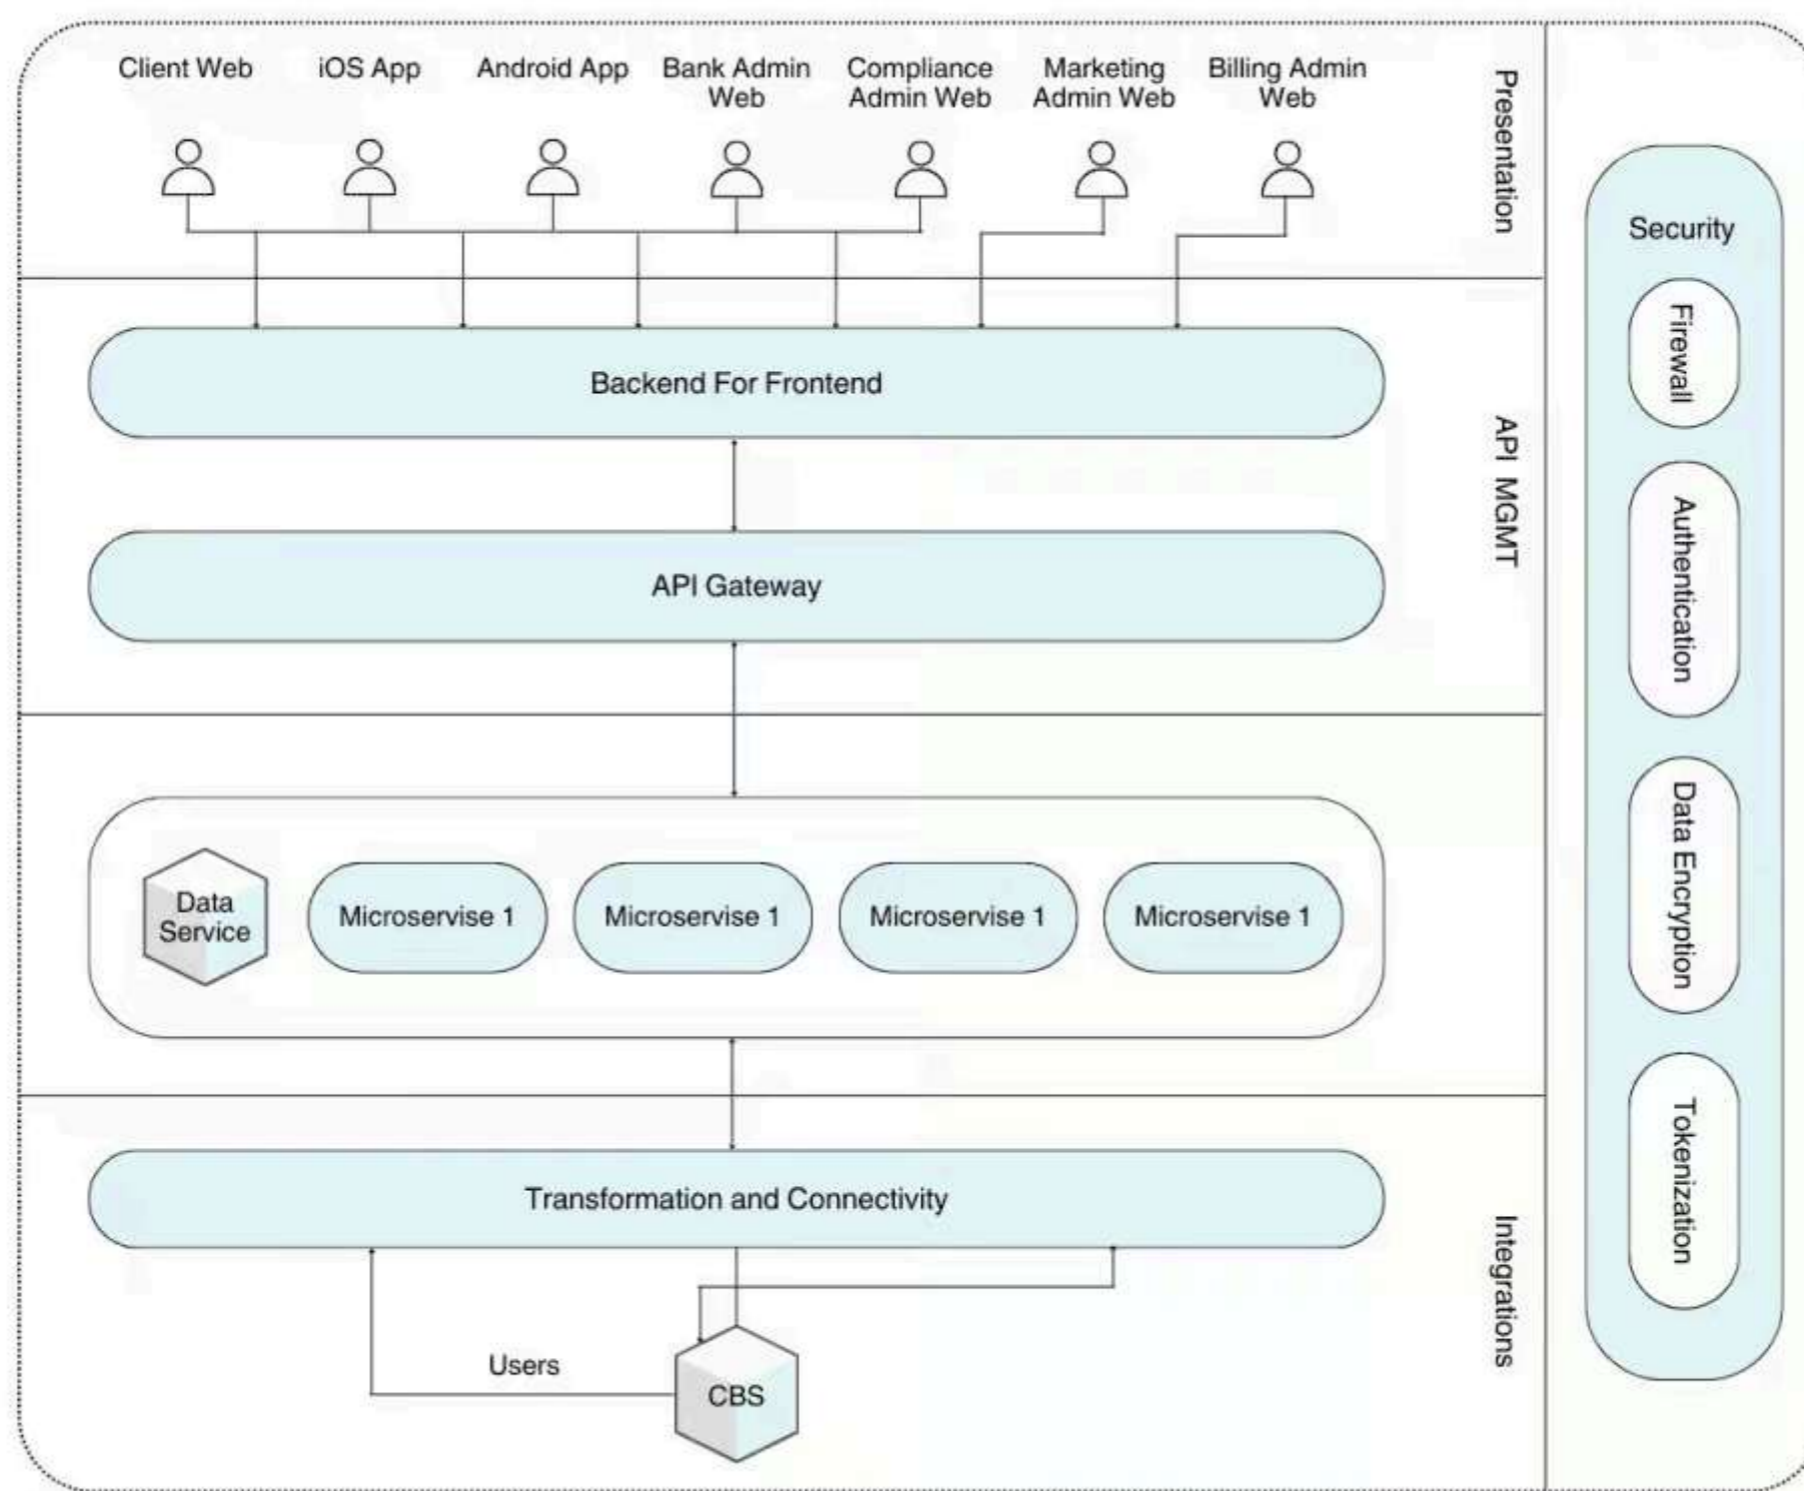 Client Web
iOS App
Android App
Bank Admin
Web
Compliance
Admin Web
Marketing
Admin Web
Billing Admin
Web
Presentation
Backend For Frontend
API Gateway
API MGMT
Data
Service
Microservise 1
Microservise 1
Microservise 1
Microservise 1
Transformation and Connectivity
Users
CBS
Integrations
Security
Firewall
Authentication
Data Encryption
Tokenization